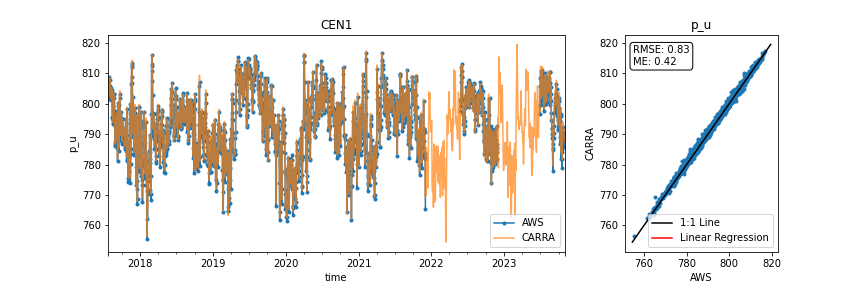 CEN1
p_u
820
810
800
790
780
770
760
p_u
2018
2019
2020
2021
2022
2023
time
AWS
CARRA
RMSE: 0.83
ME: 0.42
820
810
800
790
780
770
760
CARRA
1:1 Line
Linear Regression
760
780
800
820
AWS